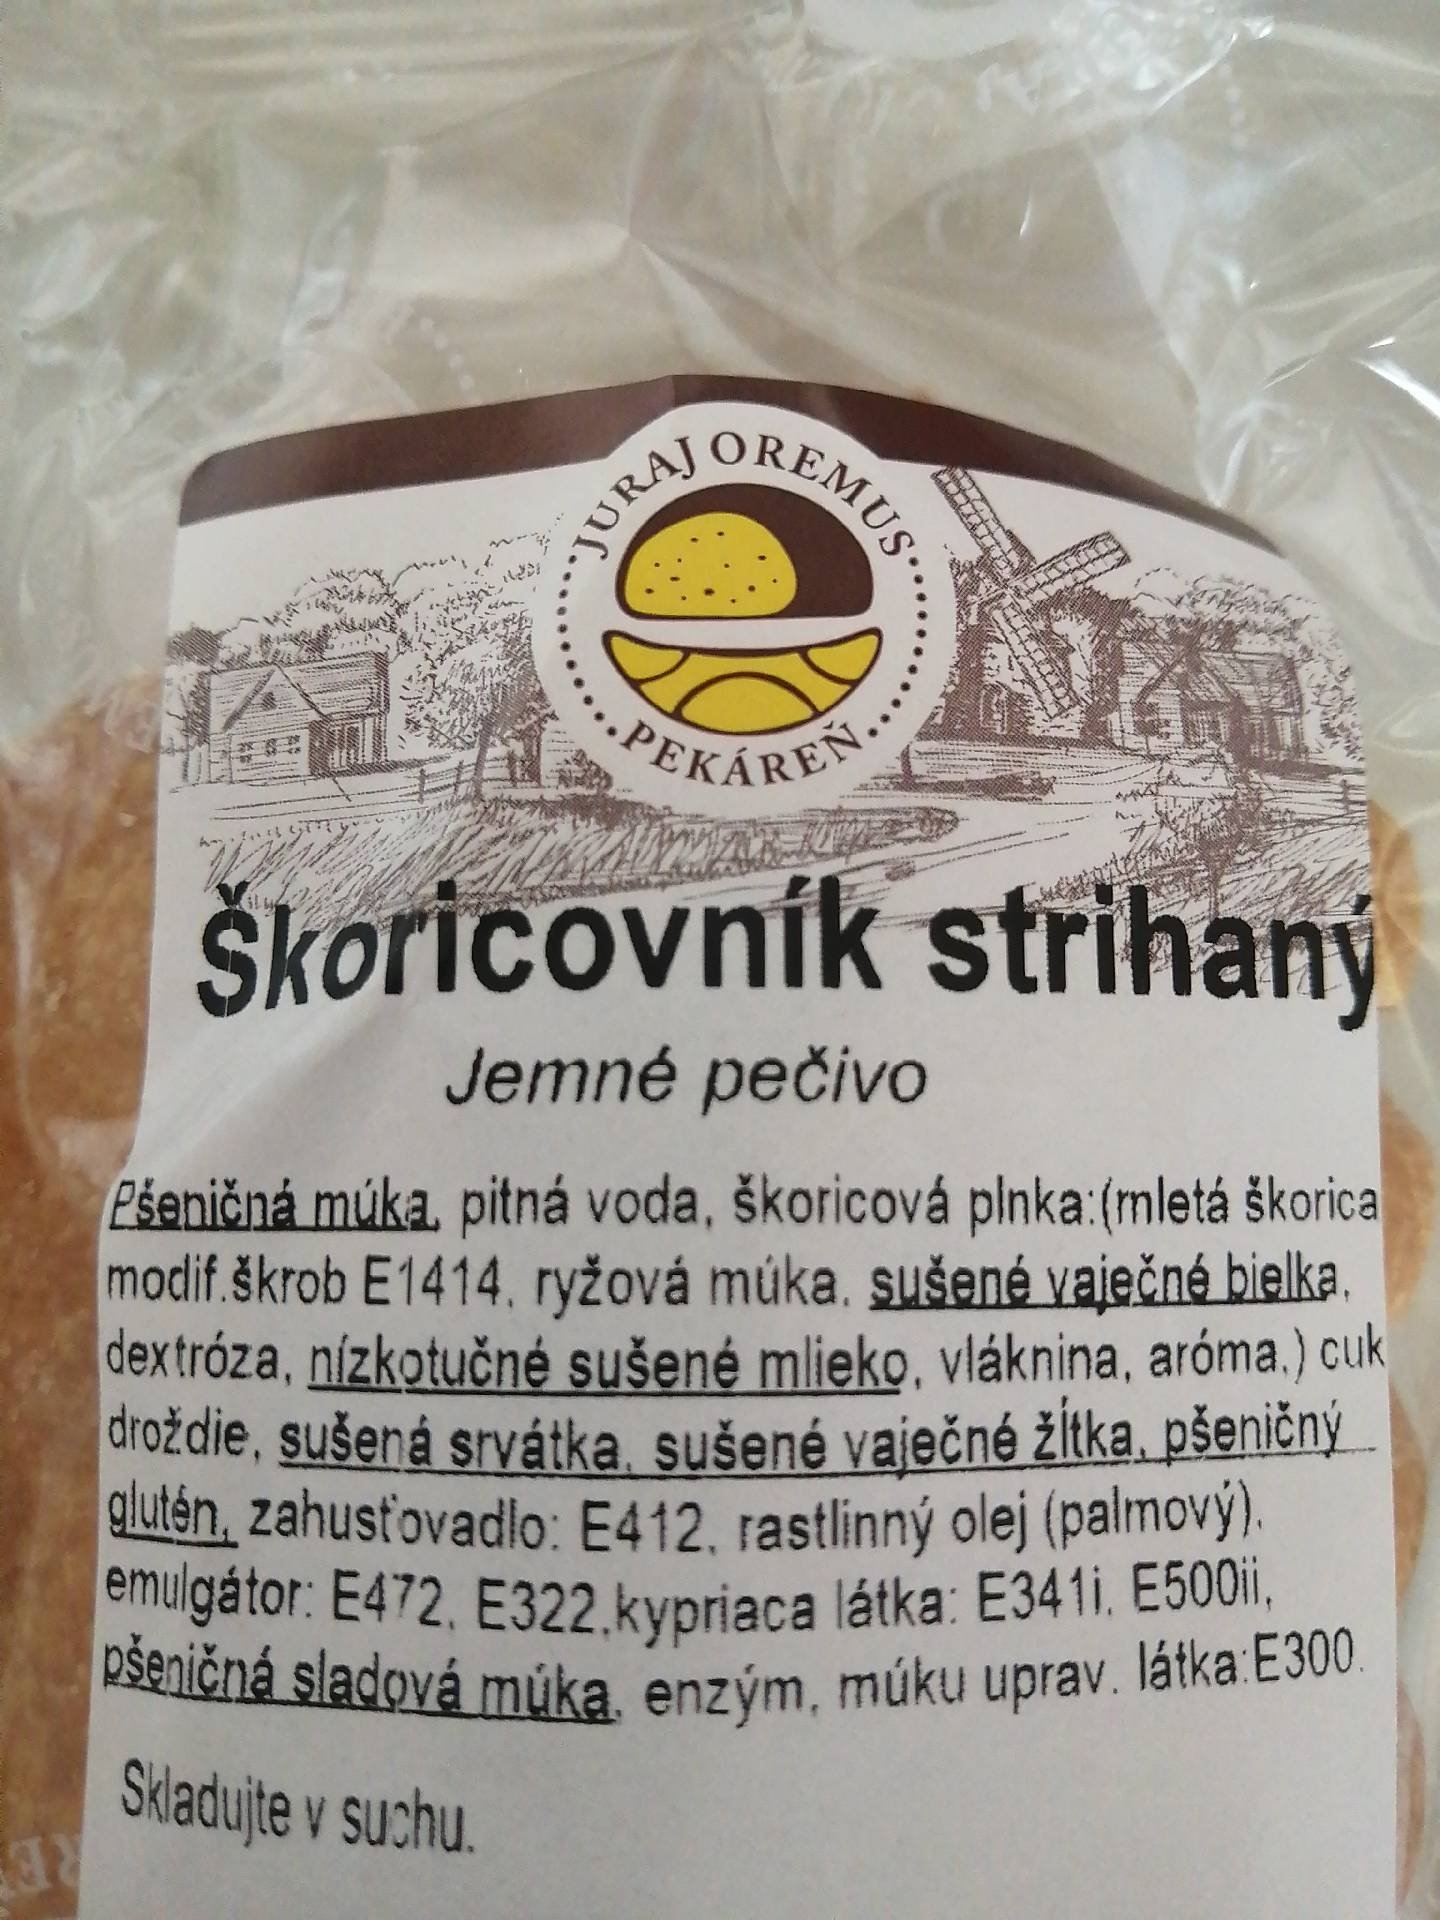 JURAJ OREMUS
PEKÁREŇ
Škoricovník strihaný
Jemné pečivo
Pšeničná múka, pitná voda, škoricová plnka:(mletá škorica
modif.škrob E1414, ryžová múka, sušené vaječné bielka,
dextróza, nízkotučné sušené mlieko, vláknina, aróma,) cuk
droždie, sušená srvátka, sušené vaječné žĺtka, pšeničný
glutén, zahusťovadlo: E412, rastlinný olej (palmový),
emulgátor: E472, E322,kypriaca látka: E341i, E500ii,
pšeničná sladová múka, enzým, múku uprav. látka:E300.
Skladujte v suchu.